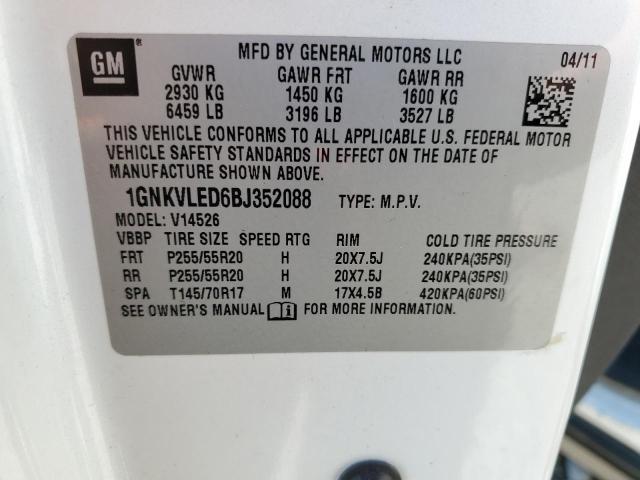 GM
MFD BY GENERAL MOTORS LLC 04/11
GVWR GAWR FRT GAWR RR
2930 KG 1450 KG 1600 KG
6459 LB 3196 LB 3527 LB
THIS VEHICLE CONFORMS TO ALL APPLICABLE U.S. FEDERAL MOTOR
VEHICLE SAFETY STANDARDS IN EFFECT ON THE DATE OF
MANUFACTURE SHOWN ABOVE.
1GNKVLED6BJ352088 TYPE: M.P.V.
MODEL: V14526
VBBP TIRE SIZE SPEED RTG RIM COLD TIRE PRESSURE
FRT P255/55R20 H 20X7.5J 240KPA(35PSI)
RR P255/55R20 H 20X7.5J 240KPA(35PSI)
SPA T145/70R17 M 17X4.5B 420KPA(60PSI)
SEE OWNER'S MANUAL FOR MORE INFORMATION.